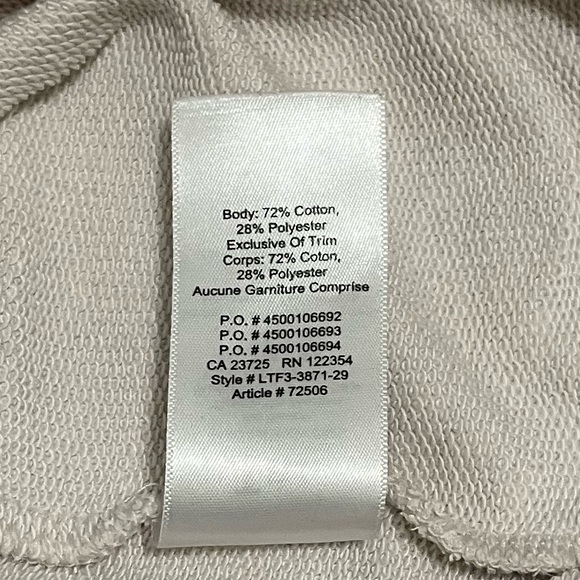 Body: 72% Cotton,
28% Polyester
Exclusive Of Trim
Corps: 72% Coton,
28% Polyester
Aucune Garniture Comprise
P.O. # 4500106692
P.O. # 4500106693
P.O. # 4500106694
CA 23725 RN 122354
Style # LTF3-3871-29
Article # 72506